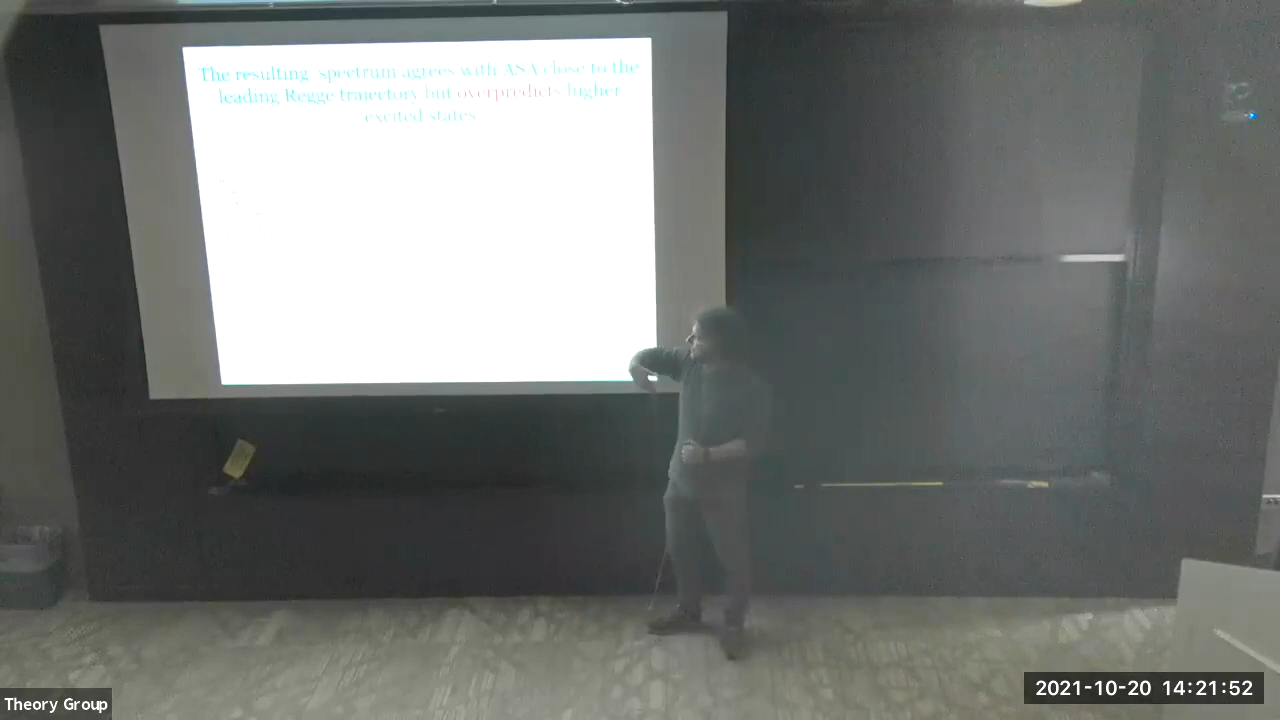 The resulting spectrum agrees with ASA close to the
leading Regge trajectory but overpredicts higher
excited states
Theory Group
2021-10-20 14:21:52